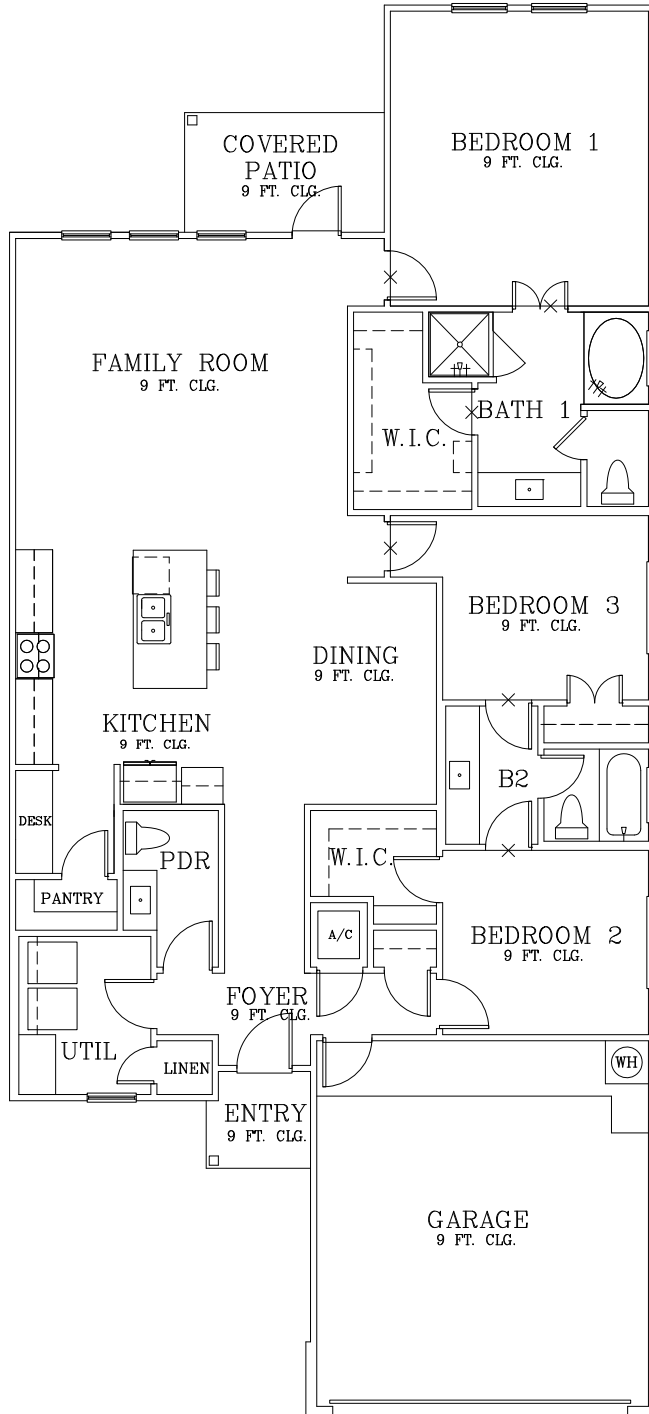 BEDROOM 1
9 FT. CLG.
COVERED
PATIO
9 FT. CLG.
FAMILY ROOM
9 FT. CLG.
BATH 1
W.I.C.
BEDROOM 3
9 FT. CLG.
DINING
9 FT. CLG.
KITCHEN
9 FT. CLG.
B2
DESK
PDR
W.I.C.
PANTRY
A/C
BEDROOM 2
9 FT. CLG.
FOYER
9 FT. CLG.
UTIL
LINEN
WH
ENTRY
9 FT. CLG.
GARAGE
9 FT. CLG.